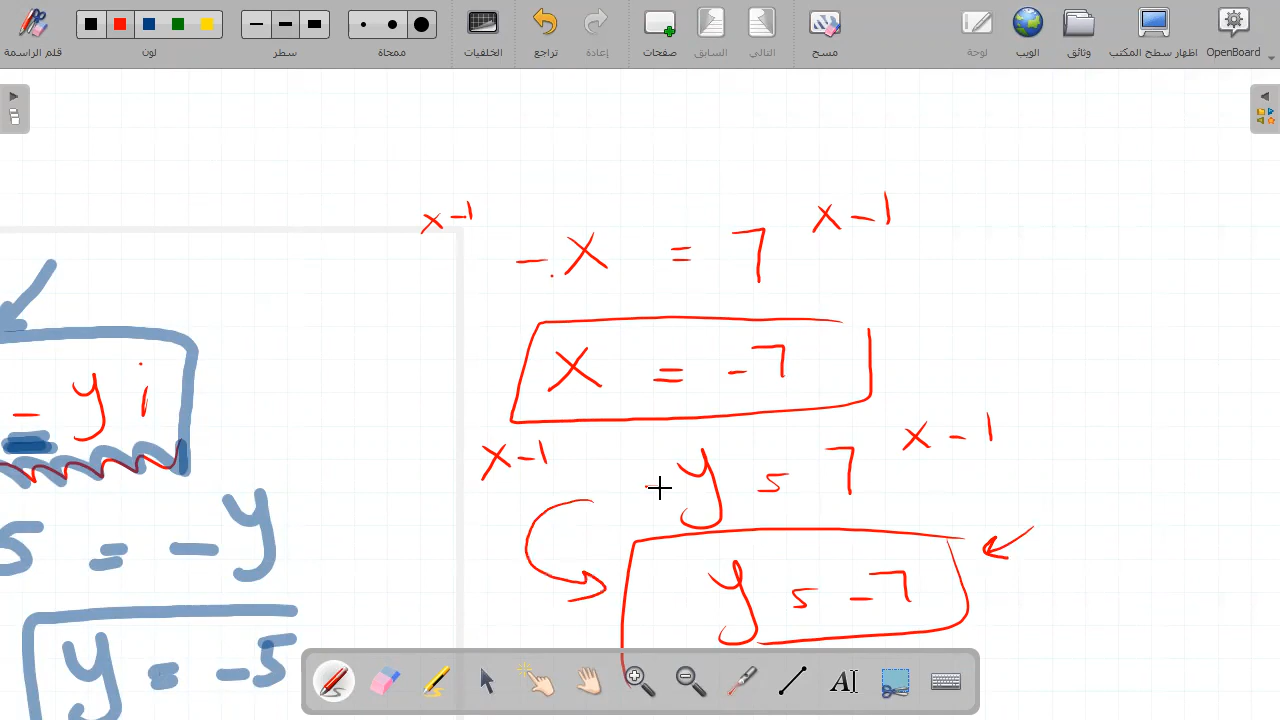 قلم الراسمة لون سطر ممحاة الخلفيات تراجع إعادة صفحات السابق التالي مسح لوحة الويب وثائق اظهار سطح المكتب OpenBoard
x -1 x -1
-x = 7
x = -7
- y i
x -1 x -1
-y = 7
5 = -y
y = -7
y = -5